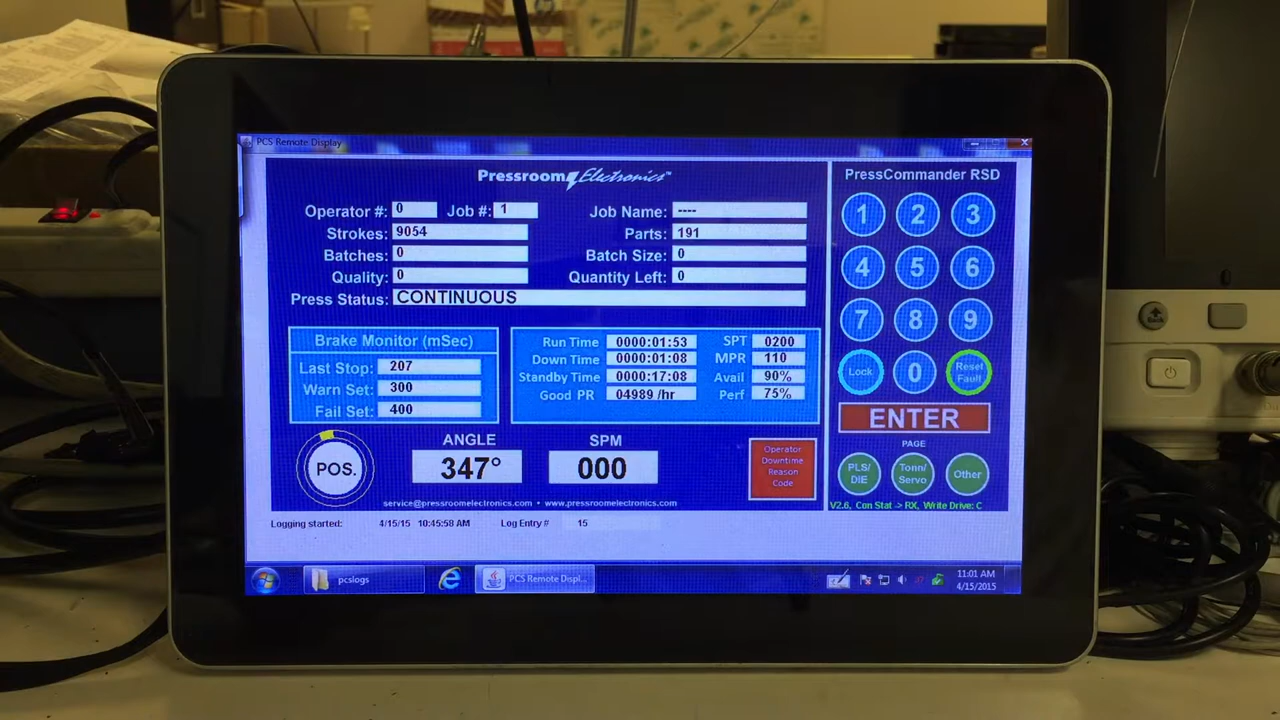 PCS Remote Display
Pressroom Electronics™
PressCommander RSD
Operator #: 0 Job #: 1 Job Name: ----
Strokes: 9054 Parts: 191
Batches: 0 Batch Size: 0
Quality: 0 Quantity Left: 0
Press Status: CONTINUOUS
Brake Monitor (mSec)
Last Stop: 207
Warn Set: 300
Fail Set: 400
Run Time 0000:01:53 SPT 0200
Down Time 0000:01:08 MPR 110
Standby Time 0000:17:08 Avail 90%
Good PR 04989 /hr Perf 75%
POS.
ANGLE
347°
SPM
000
Operator
Downtime
Reason
Code
service@pressroomelectronics.com • www.pressroomelectronics.com
1 2 3
4 5 6
7 8 9
Lock 0 Reset
Fault
ENTER
PAGE
PLS/
DIE
Tonn/
Servo
Other
V2.6, Con Stat -> RX, Write Drive: C
Logging started: 4/15/15 10:45:58 AM Log Entry # 15
pcslogs
PCS Remote Displ...
11:01 AM
4/15/2015